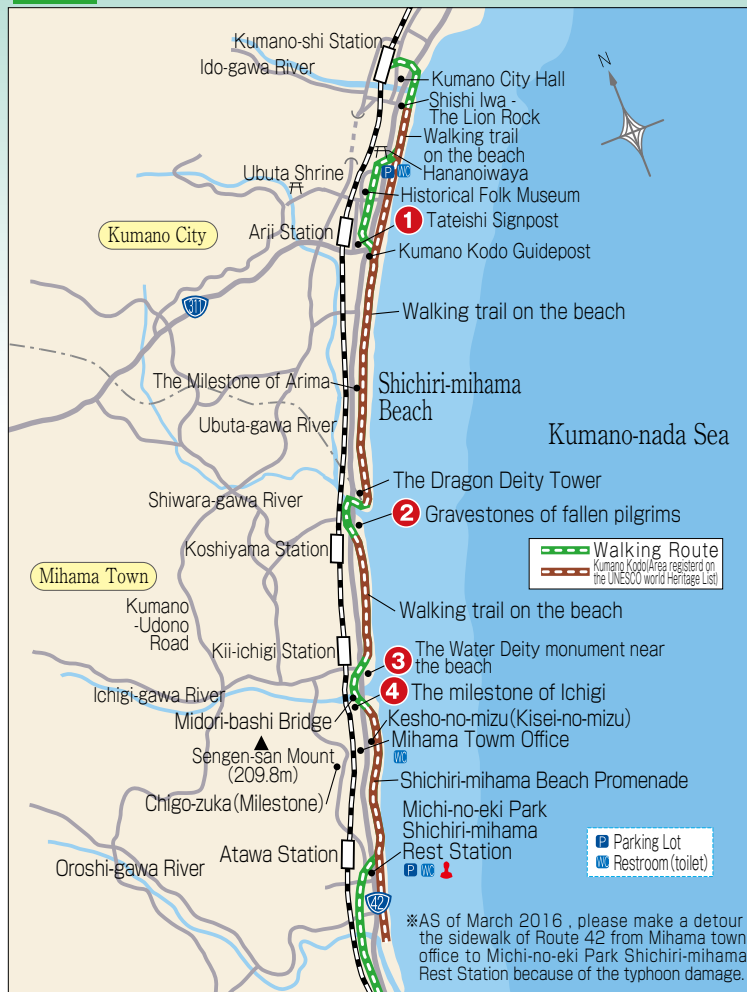 Kumano-shi Station
Ido-gawa River
Kumano City Hall
Shishi Iwa -
The Lion Rock
Walking trail
on the beach
Hananoiwaya
P WC
Ubuta Shrine
Historical Folk Museum
1 Tateishi Signpost
Arii Station
Kumano City
Kumano Kodo Guidepost
311
Walking trail on the beach
The Milestone of Arima
Shichiri-mihama
Beach
Ubuta-gawa River
Kumano-nada Sea
N
The Dragon Deity Tower
Shiwara-gawa River
2 Gravestones of fallen pilgrims
Koshiyama Station
Walking Route
Kumano Kodo(Area registerd on
the UNESCO world Heritage List)
Mihama Town
Kumano
-Udono
Road
Walking trail on the beach
Kii-ichigi Station
3 The Water Deity monument near
the beach
Ichigi-gawa River
4 The milestone of Ichigi
Midori-bashi Bridge
Kesho-no-mizu(Kisei-no-mizu)
Mihama Towm Office
WC
Sengen-san Mount
(209.8m)
Shichiri-mihama Beach Promenade
Chigo-zuka(Milestone)
Michi-no-eki Park
Shichiri-mihama
Rest Station
P WC
Atawa Station
Oroshi-gawa River
P Parking Lot
WC Restroom(toilet)
42
※AS of March 2016 , please make a detour
the sidewalk of Route 42 from Mihama town
office to Michi-no-eki Park Shichiri-mihama
Rest Station because of the typhoon damage.